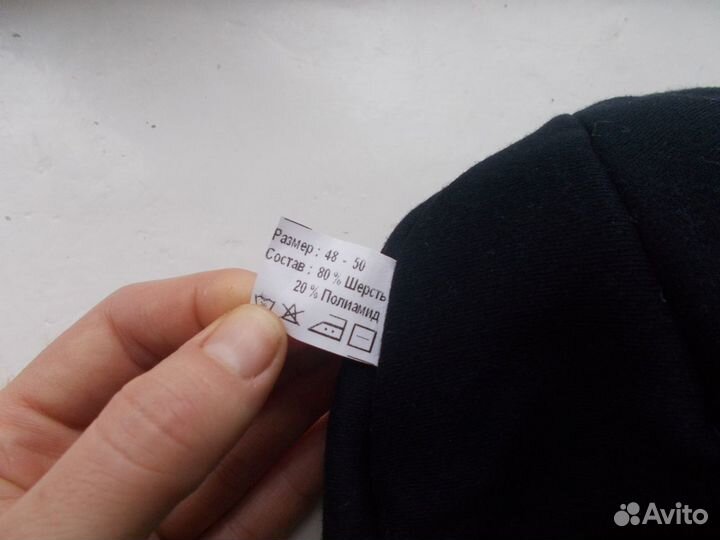 Размер : 48 - 50
Состав : 80 % Шерсть
20 % Полиамид
Avito